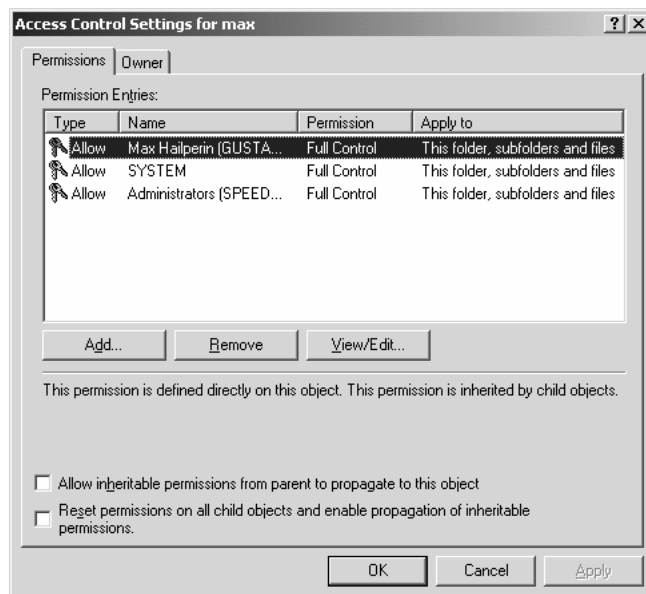 Access Control Settings for max
Permissions Owner
Permission Entries:
Type Name Permission Apply to
Allow Max Hailperin (GUSTA... Full Control This folder, subfolders and files
Allow SYSTEM Full Control This folder, subfolders and files
Allow Administrators (SPEED... Full Control This folder, subfolders and files
Add... Remove View/Edit...
This permission is defined directly on this object. This permission is inherited by child objects.
Allow inheritable permissions from parent to propagate to this object
Reset permissions on all child objects and enable propagation of inheritable
permissions.
OK Cancel Apply